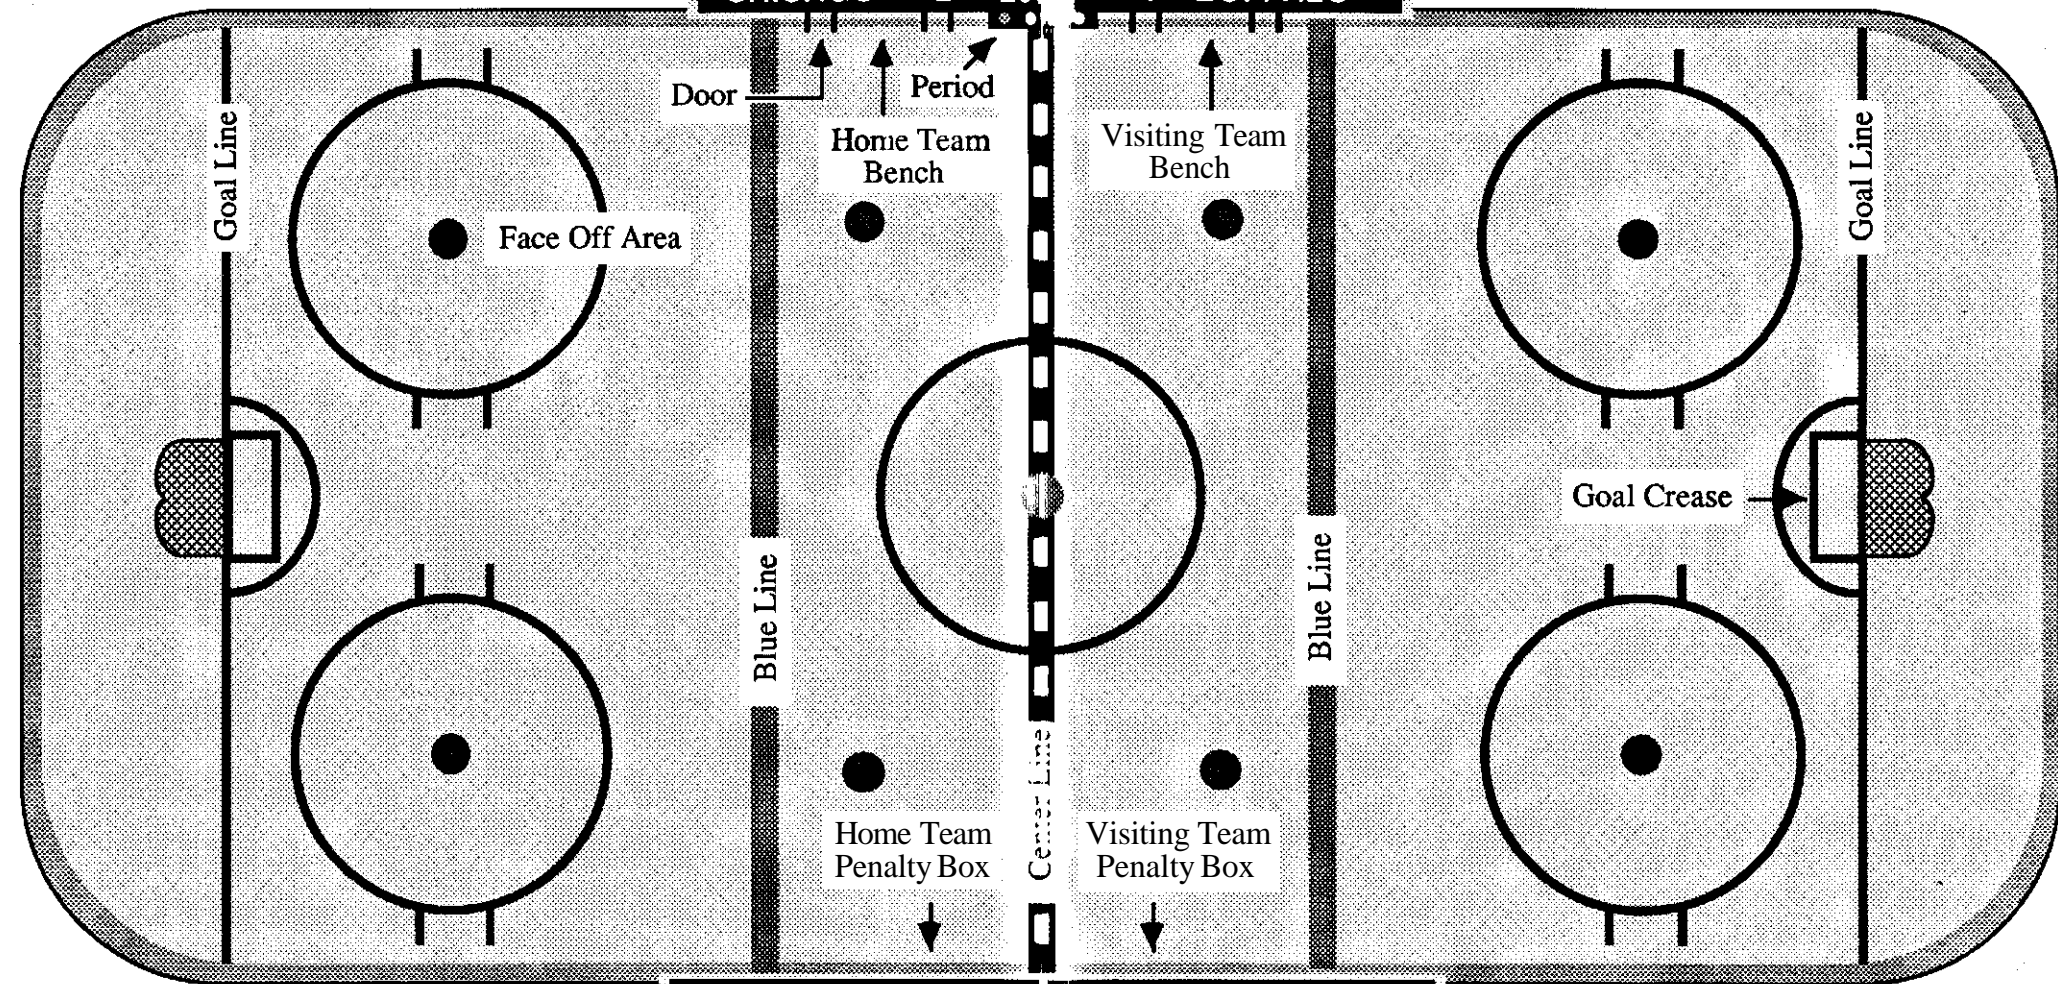 Door
Period
Home Team
Bench
Visiting Team
Bench
Goal Line
Goal Line
Face Off Area
Goal Crease
Blue Line
Blue Line
Center Line
Home Team
Penalty Box
Visiting Team
Penalty Box